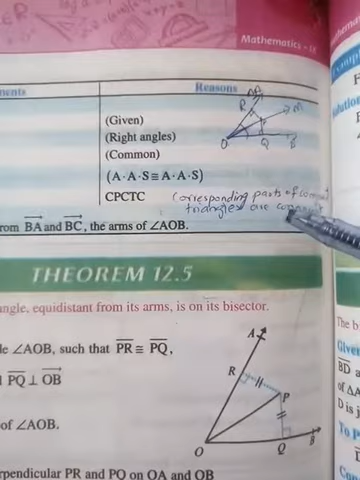 Mathematics - IX
ments
Reasons
(Given)
(Right angles)
(Common)
(A·A·S≅A·A·S)
CPCTC
Corresponding parts of
triangles are
R
M
O
Q
B
rom BA and BC, the arms of ∠AOB.
THEOREM 12.5
angle, equidistant from its arms, is on its bisector.
le ∠AOB, such that PR ≅ PQ,
PQ ⊥ OB
of ∠AOB.
A
R
P
O
Q
B
rpendicular PR and PQ on OA and OB
Given
BD a
of ΔA
D is j
To p